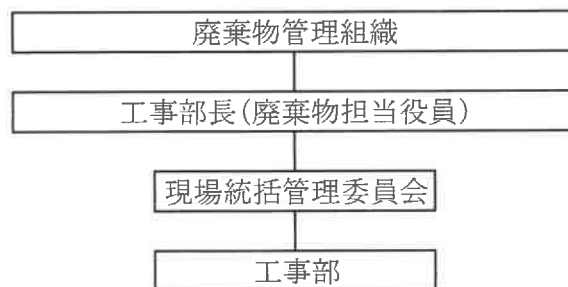 廃棄物管理組織
工事部長(廃棄物担当役員)
現場統括管理委員会
工事部